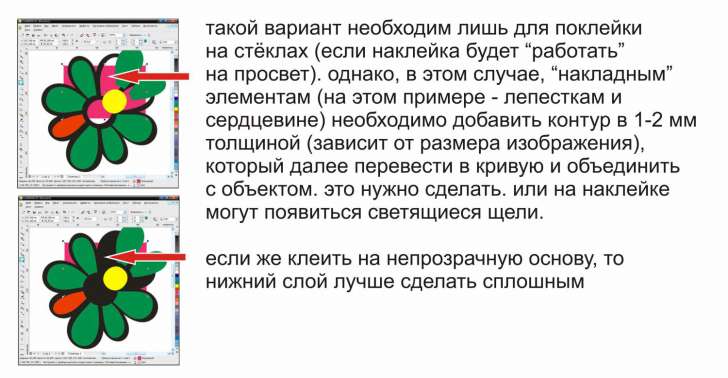 такой вариант необходим лишь для поклейки
на стёклах (если наклейка будет “работать”
на просвет). однако, в этом случае, “накладным”
элементам (на этом примере - лепесткам и
сердцевине) необходимо добавить контур в 1-2 мм
толщиной (зависит от размера изображения),
который далее перевести в кривую и объединить
с объектом. это нужно сделать. или на наклейке
могут появиться светящиеся щели.
если же клеить на непрозрачную основу, то
нижний слой лучше сделать сплошным